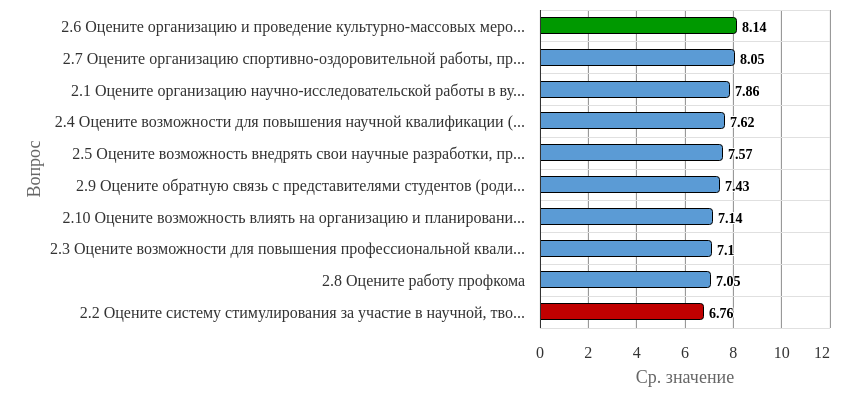 2.6 Оцените организацию и проведение культурно-массовых меро... 8.14
2.7 Оцените организацию спортивно-оздоровительной работы, пр... 8.05
2.1 Оцените организацию научно-исследовательской работы в ву... 7.86
2.4 Оцените возможности для повышения научной квалификации (... 7.62
2.5 Оцените возможность внедрять свои научные разработки, пр... 7.57
2.9 Оцените обратную связь с представителями студентов (роди... 7.43
2.10 Оцените возможность влиять на организацию и планировани... 7.14
2.3 Оцените возможности для повышения профессиональной квали... 7.1
2.8 Оцените работу профкома 7.05
2.2 Оцените систему стимулирования за участие в научной, тво... 6.76
Вопрос
0 2 4 6 8 10 12
Ср. значение